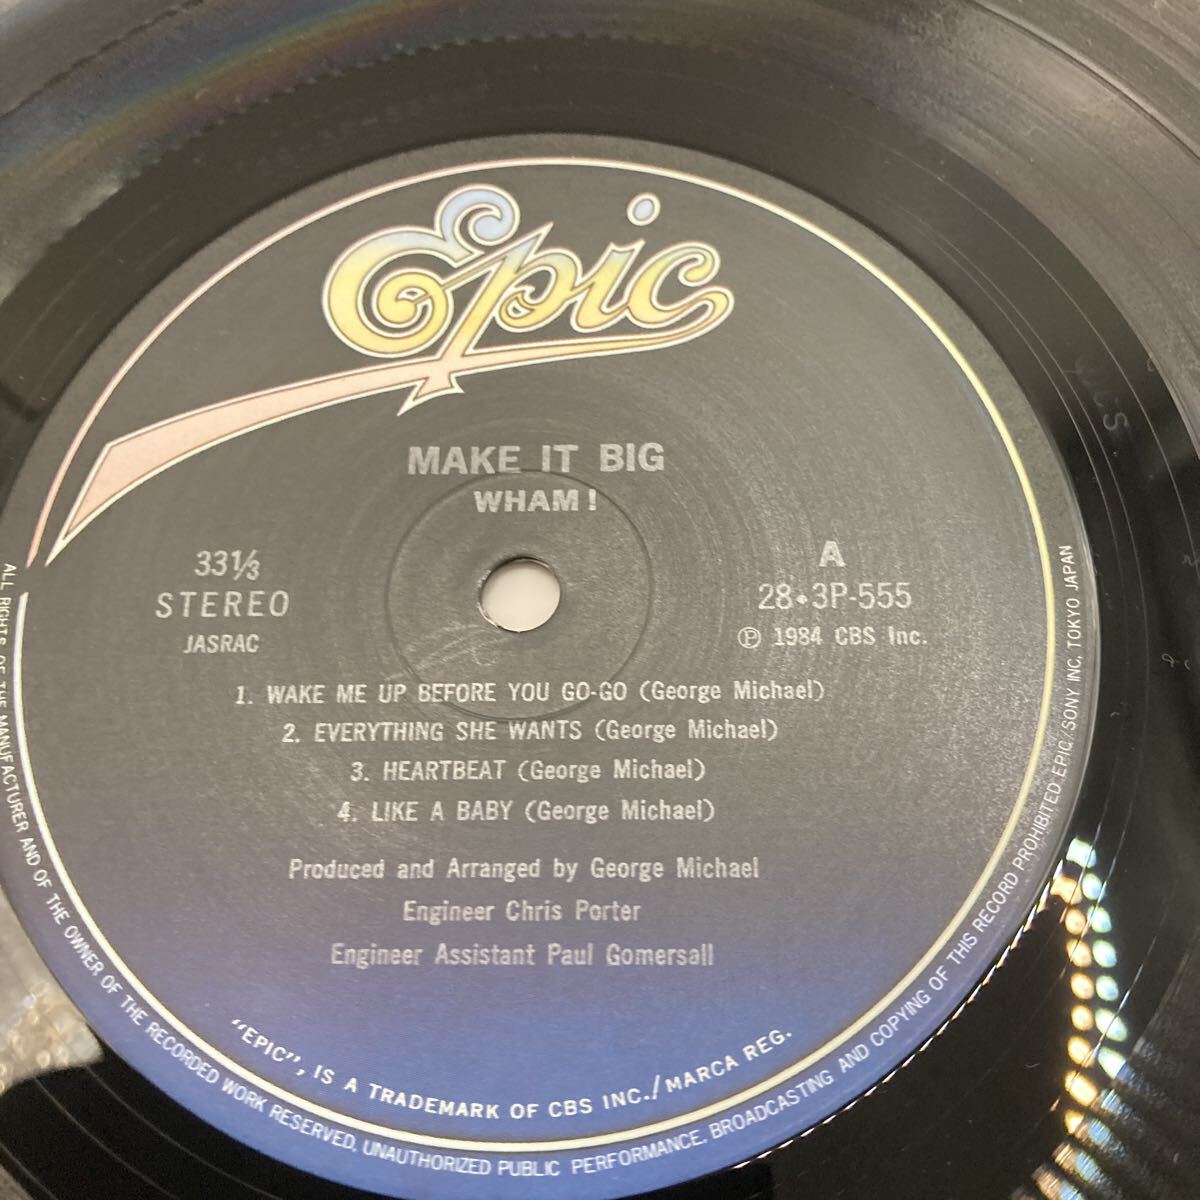 Epic
MAKE IT BIG
WHAM!
33⅓
STEREO
JASRAC
A
28・3P-555
Ⓟ 1984 CBS Inc.
1. WAKE ME UP BEFORE YOU GO-GO (George Michael)
2. EVERYTHING SHE WANTS (George Michael)
3. HEARTBEAT (George Michael)
4. LIKE A BABY (George Michael)
Produced and Arranged by George Michael
Engineer Chris Porter
Engineer Assistant Paul Gomersall
"EPIC", IS A TRADEMARK OF CBS INC./MARCA REG.
ALL RIGHTS OF THE MANUFACTURER AND OF THE OWNER OF THE RECORDED WORK RESERVED, UNAUTHORIZED PUBLIC PERFORMANCE, BROADCASTING AND COPYING OF THIS RECORD PROHIBITED. EPIC/SONY INC, TOKYO JAPAN